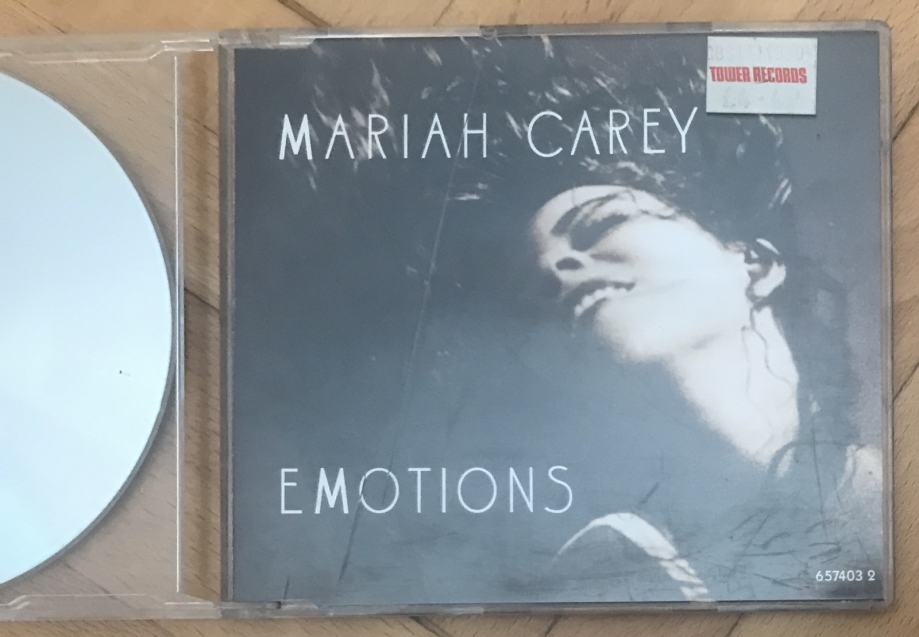 TOWER RECORDS
MARIAH CAREY
EMOTIONS
657403 2